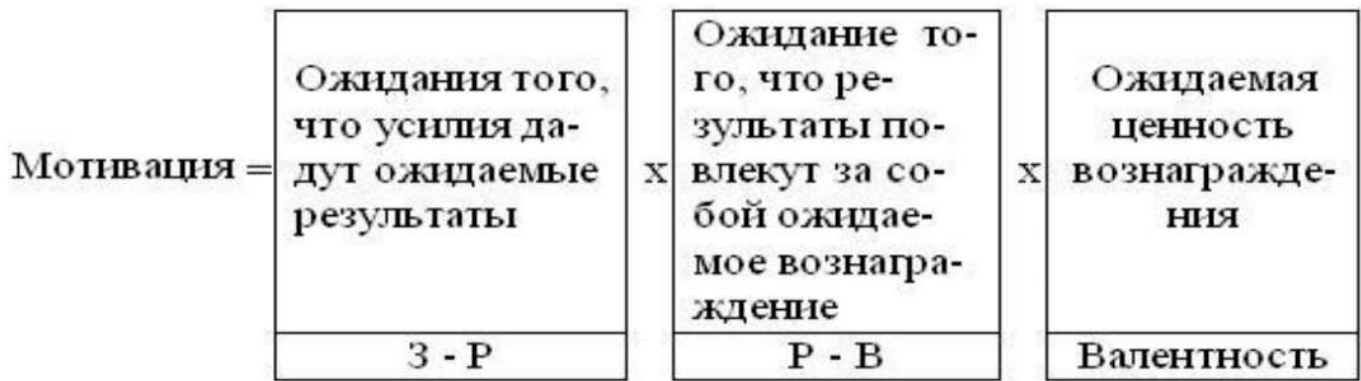 Мотивация =
Ожидания того,
что усилия да-
дут ожидаемые
результаты
З - Р
х
Ожидание то-
го, что ре-
зультаты по-
влекут за со-
бой ожидае-
мое вознагра-
ждение
Р - В
х
Ожидаемая
ценность
вознагражде-
ния
Валентность